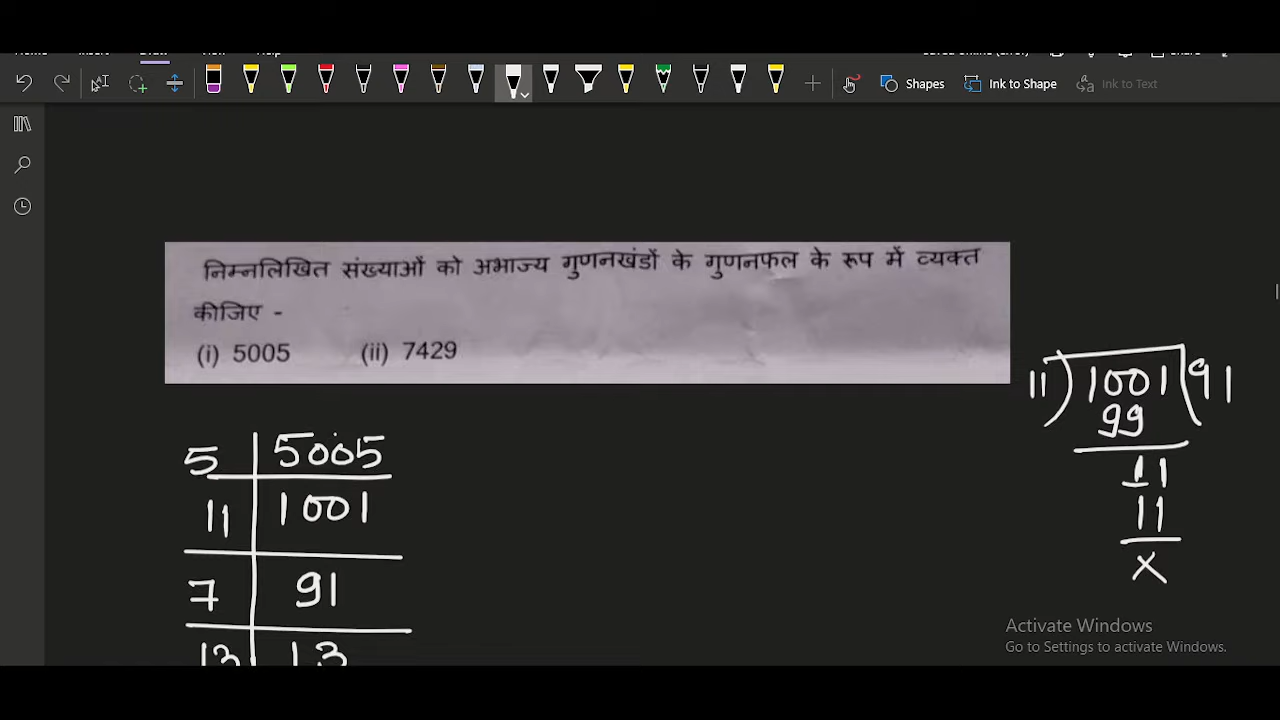 Shapes
Ink to Shape
Ink to Text
निम्नलिखित संख्याओं को अभाज्य गुणनखंडों के गुणनफल के रूप में व्यक्त
कीजिए -
(i) 5005 (ii) 7429
5 | 5005
11 | 1001
7 | 91
13 | 13
11) 1001 (91
99
11
11
×
Activate Windows
Go to Settings to activate Windows.